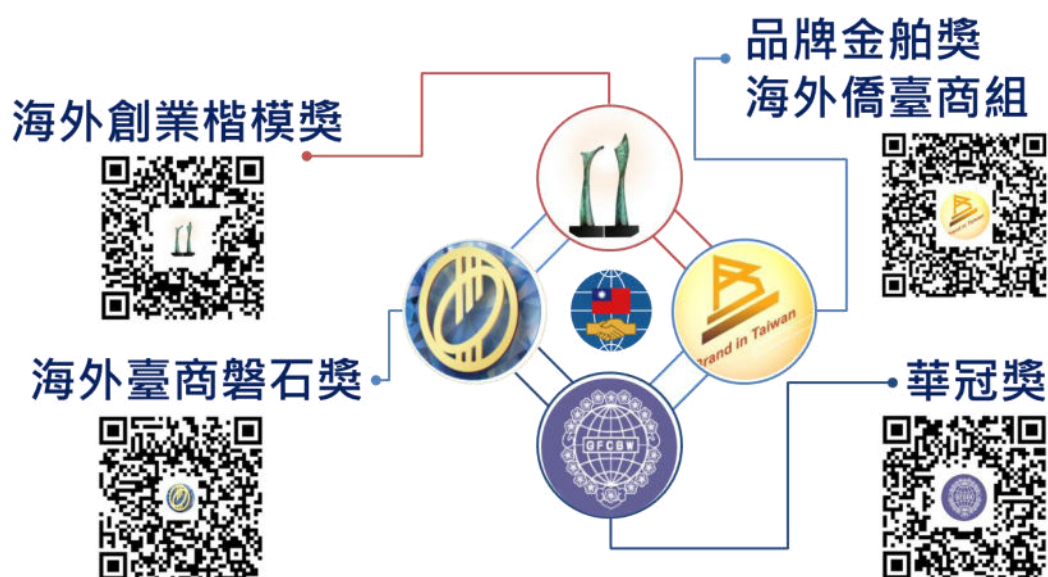 海外創業楷模獎
品牌金舶獎
海外僑臺商組
Brand in Taiwan
海外臺商磐石獎
GFCBW
華冠獎